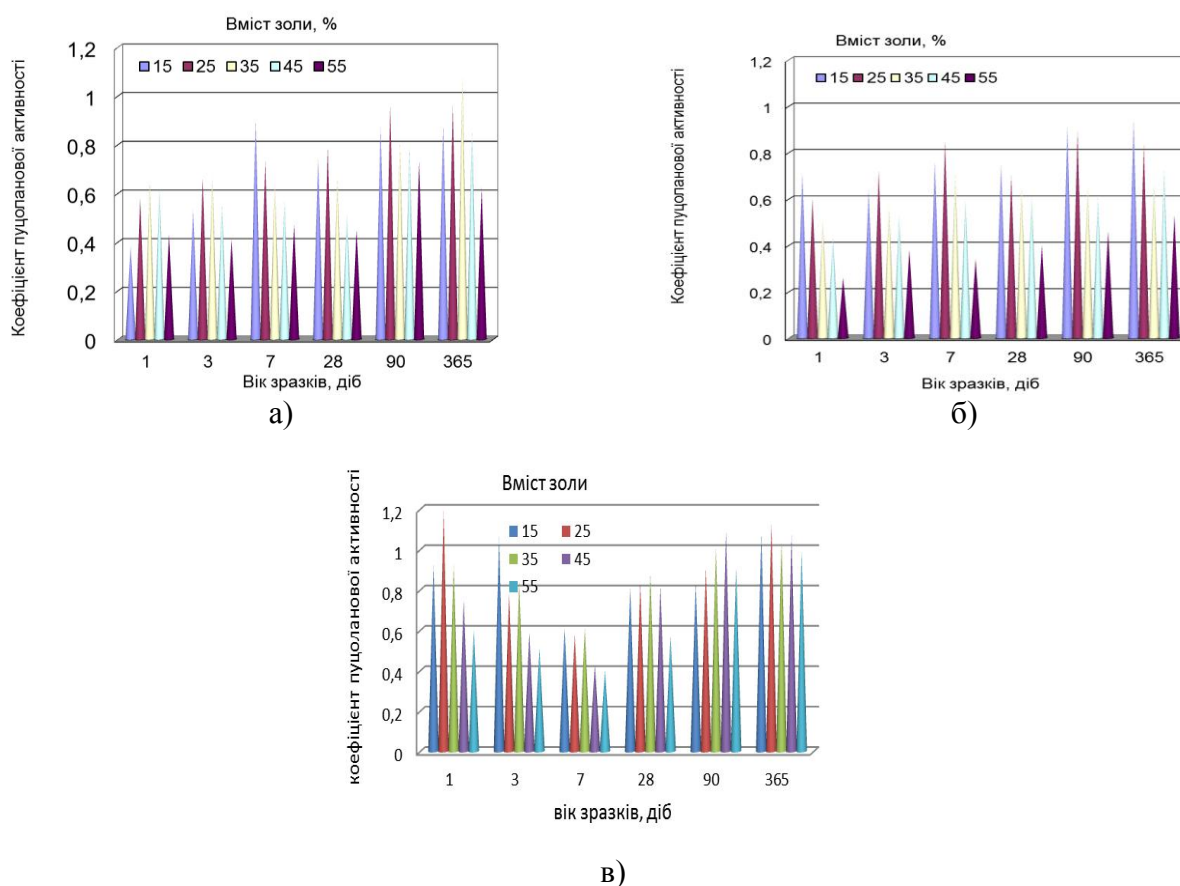 Вміст золи, %
Коефіцієнт пуцоланової активності
1,2
1
0,8
0,6
0,4
0,2
0
15 25 35 45 55
1 3 7 28 90 365
Вік зразків, діб
а)
Вміст золи, %
Коефіцієнт пуцоланової активності
1,2
1
0,8
0,6
0,4
0,2
0
15 25 35 45 55
1 3 7 28 90 365
Вік зразків, діб
б)
Вміст золи
коефіцієнт пуцоланової активності
1,2
1
0,8
0,6
0,4
0,2
0
15 25
35 45
55
1 3 7 28 90 365
вік зразків, діб
в)